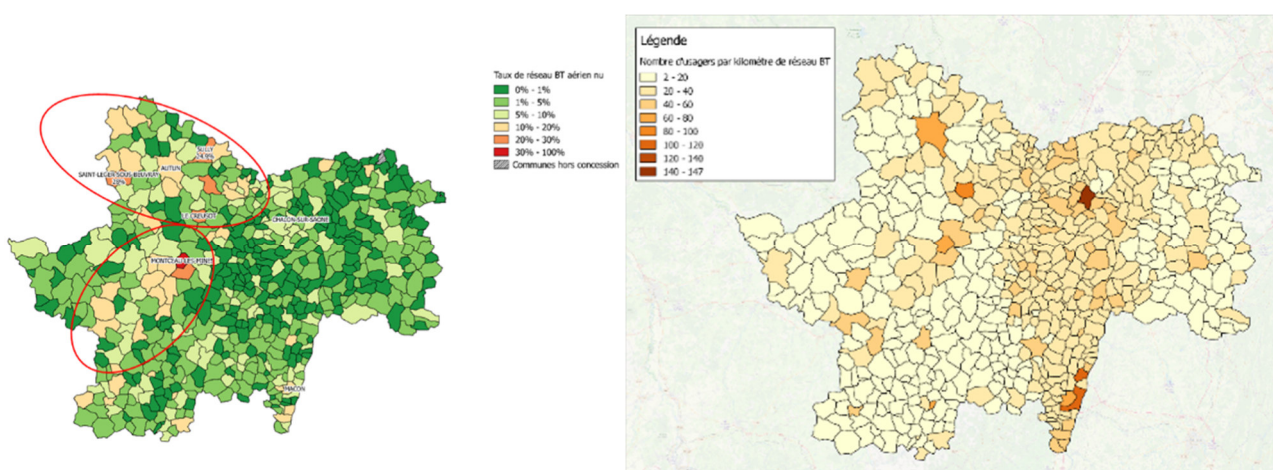 Taux de réseau BT aérien nu
0% - 1%
1% - 5%
5% - 10%
10% - 20%
20% - 30%
30% - 100%
Communes hors concession
SULLY
24,9%
AUTUN
SAINT-LEGER-SOUS-BEUVRAY
LE CREUSOT
CHALON-SUR-SAONE
MONTCEAU-LES-MINES
MACON
Légende
Nombre d'usagers par kilomètre de réseau BT
2 - 20
20 - 40
40 - 60
60 - 80
80 - 100
100 - 120
120 - 140
140 - 147